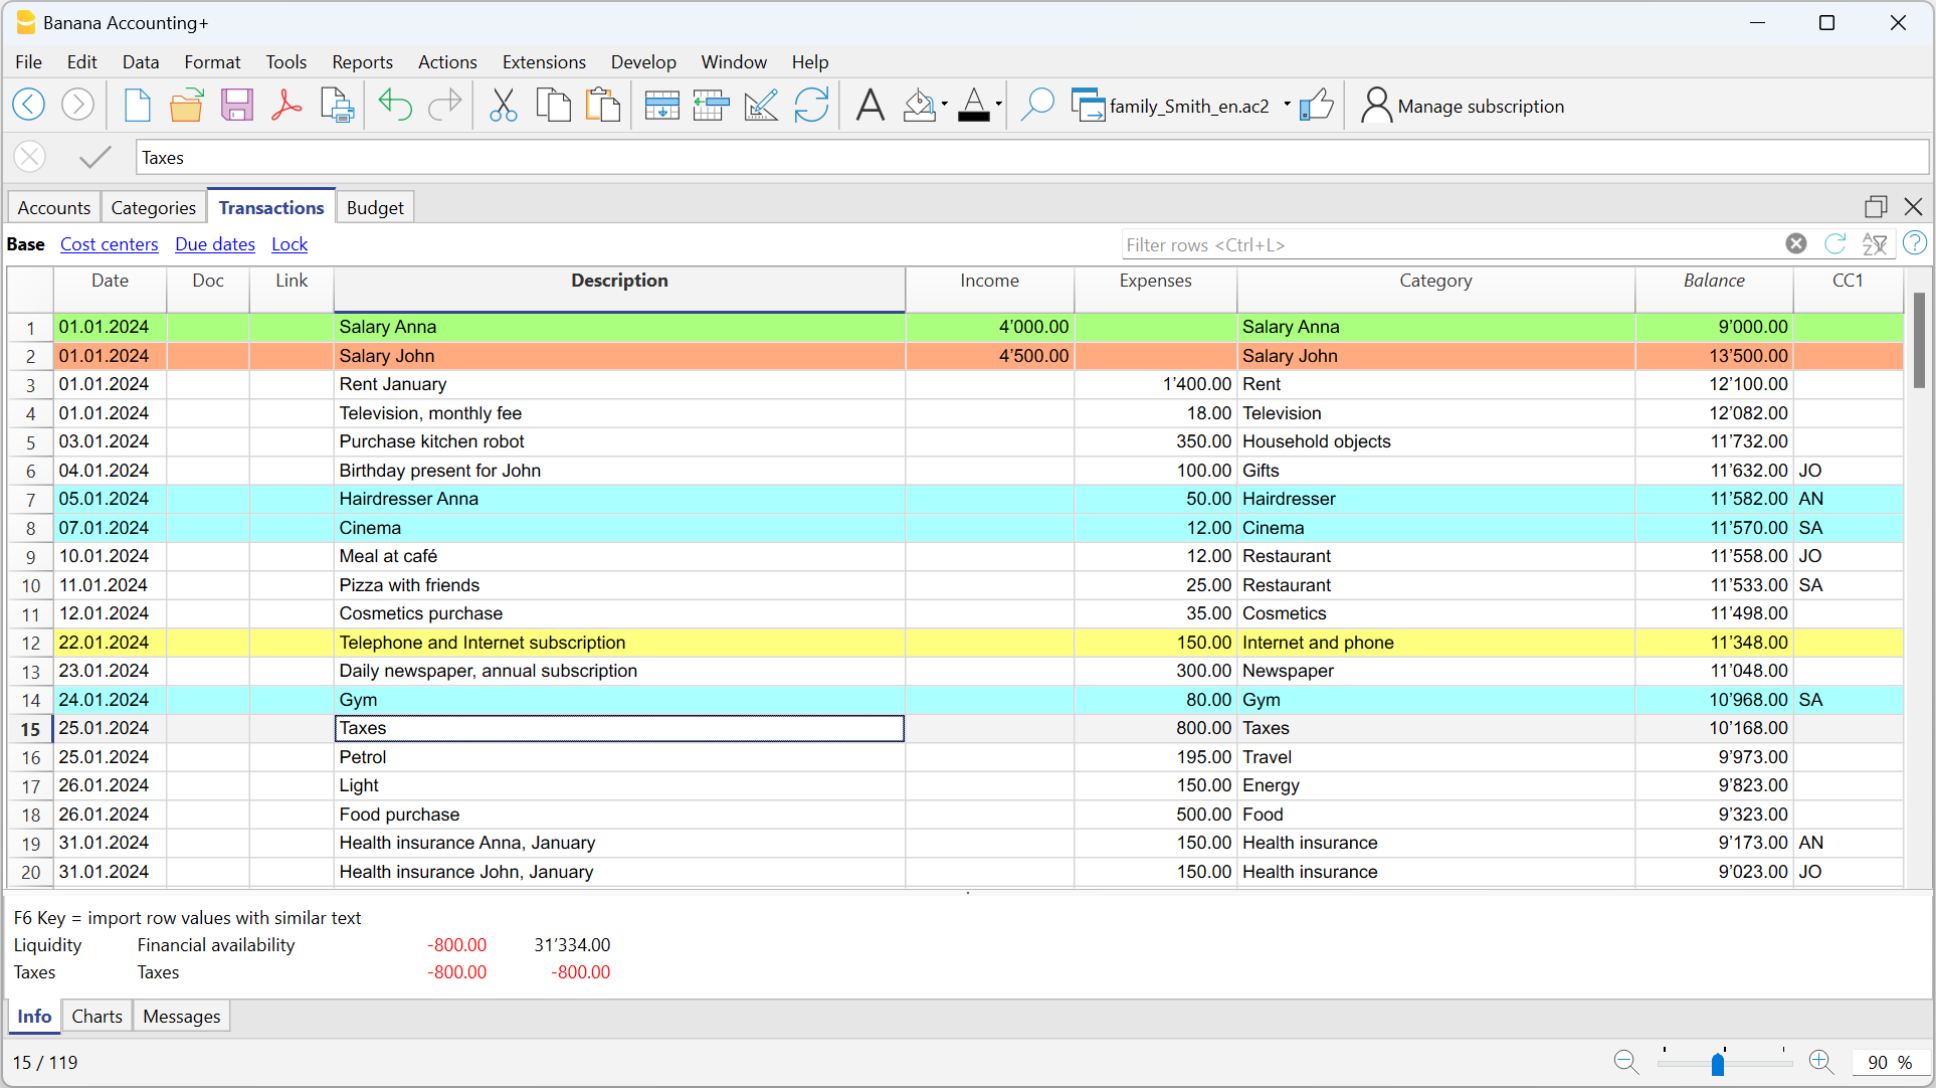 Banana Accounting+
File Edit Data Format Tools Reports Actions Extensions Develop Window Help
family_Smith_en.ac2 Manage subscription
Taxes
Accounts Categories Transactions Budget
Base Cost centers Due dates Lock Filter rows <Ctrl+L>
Date Doc Link Description Income Expenses Category Balance CC1
1 01.01.2024 Salary Anna 4’000.00 Salary Anna 9’000.00
2 01.01.2024 Salary John 4’500.00 Salary John 13’500.00
3 01.01.2024 Rent January 1’400.00 Rent 12’100.00
4 01.01.2024 Television, monthly fee 18.00 Television 12’082.00
5 03.01.2024 Purchase kitchen robot 350.00 Household objects 11’732.00
6 04.01.2024 Birthday present for John 100.00 Gifts 11’632.00 JO
7 05.01.2024 Hairdresser Anna 50.00 Hairdresser 11’582.00 AN
8 07.01.2024 Cinema 12.00 Cinema 11’570.00 SA
9 10.01.2024 Meal at café 12.00 Restaurant 11’558.00 JO
10 11.01.2024 Pizza with friends 25.00 Restaurant 11’533.00 SA
11 12.01.2024 Cosmetics purchase 35.00 Cosmetics 11’498.00
12 22.01.2024 Telephone and Internet subscription 150.00 Internet and phone 11’348.00
13 23.01.2024 Daily newspaper, annual subscription 300.00 Newspaper 11’048.00
14 24.01.2024 Gym 80.00 Gym 10’968.00 SA
15 25.01.2024 Taxes 800.00 Taxes 10’168.00
16 25.01.2024 Petrol 195.00 Travel 9’973.00
17 26.01.2024 Light 150.00 Energy 9’823.00
18 26.01.2024 Food purchase 500.00 Food 9’323.00
19 31.01.2024 Health insurance Anna, January 150.00 Health insurance 9’173.00 AN
20 31.01.2024 Health insurance John, January 150.00 Health insurance 9’023.00 JO
F6 Key = import row values with similar text
Liquidity Financial availability -800.00 31’334.00
Taxes Taxes -800.00 -800.00
Info Charts Messages
15 / 119 90 %